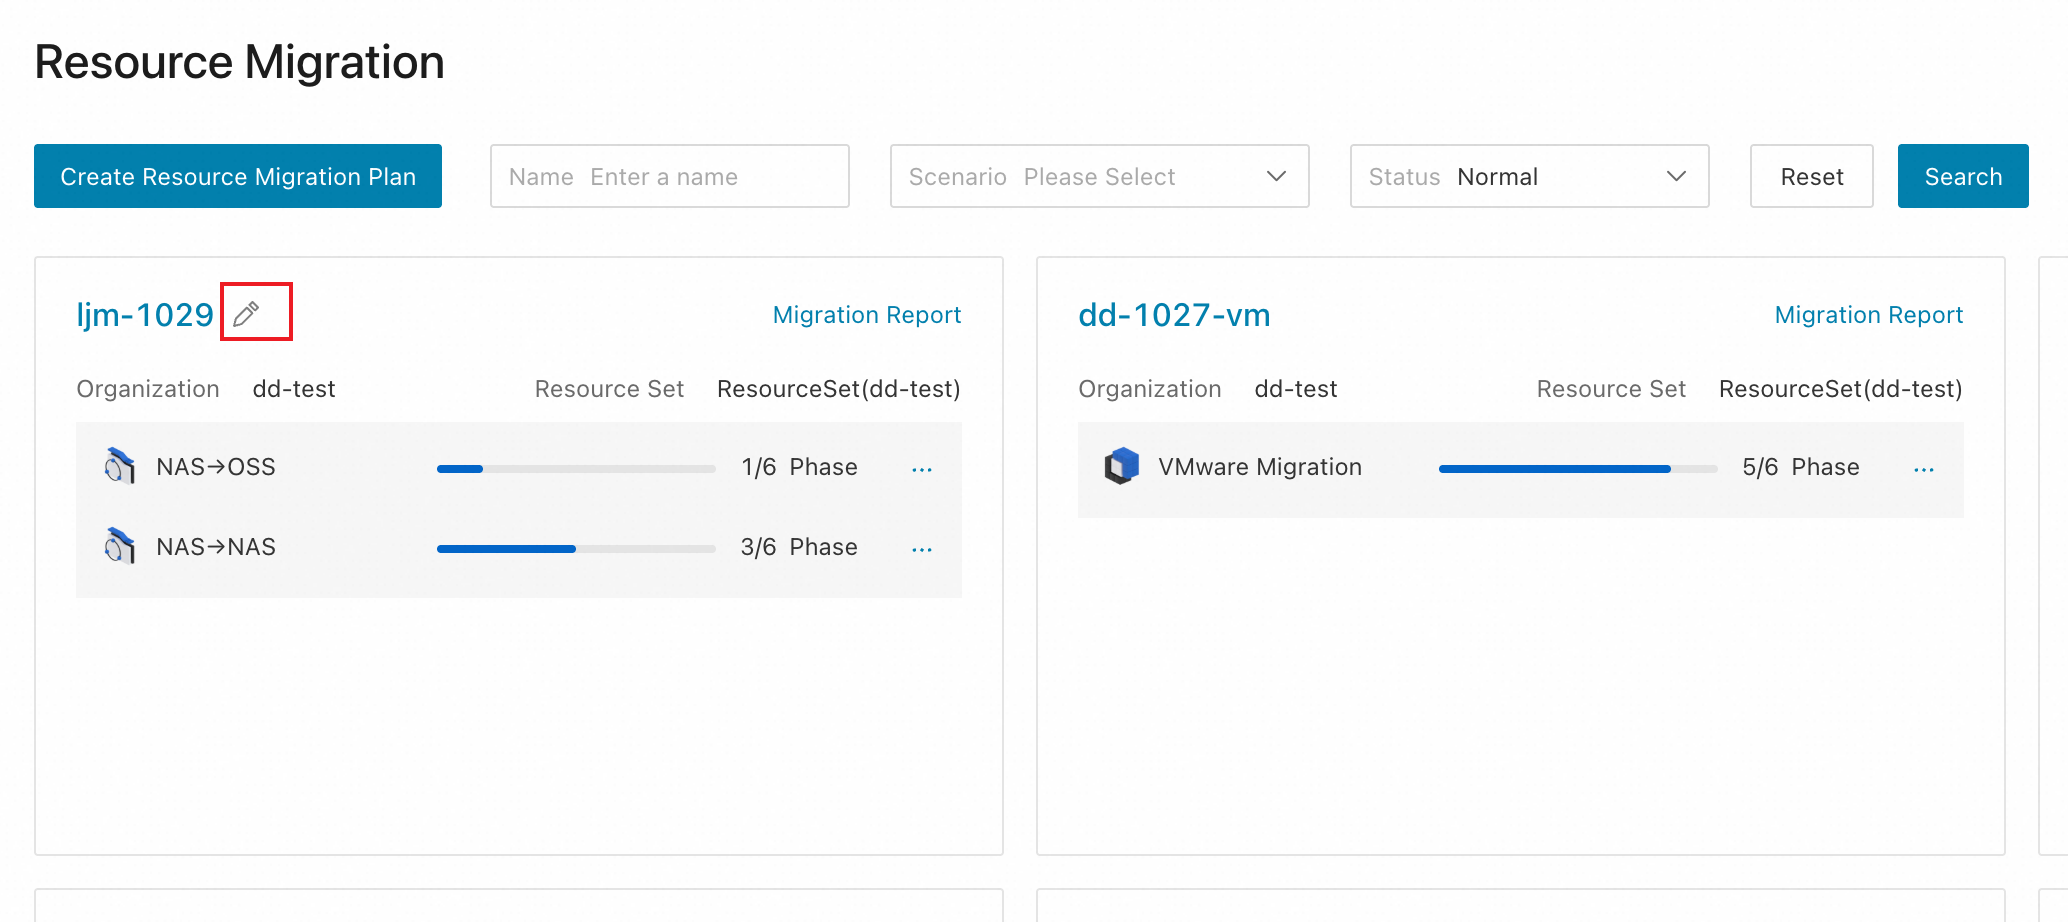 Resource Migration
Create Resource Migration Plan
Name Enter a name
Scenario Please Select
Status Normal
Reset
Search
ljm-1029
Migration Report
Organization dd-test
Resource Set ResourceSet(dd-test)
NAS→OSS
1/6 Phase
...
NAS→NAS
3/6 Phase
...
dd-1027-vm
Migration Report
Organization dd-test
Resource Set ResourceSet(dd-test)
VMware Migration
5/6 Phase
...